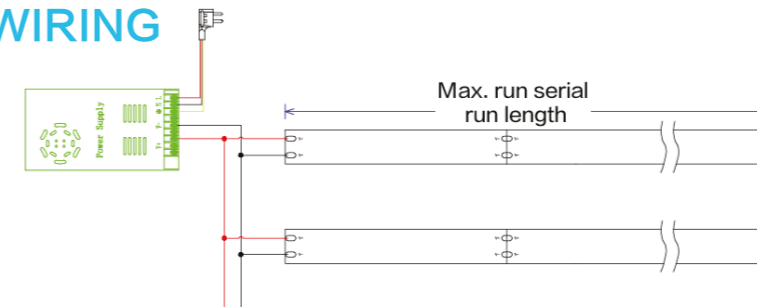 WIRING
Max. run serial
run length
Power Supply
L
N
V-
V+